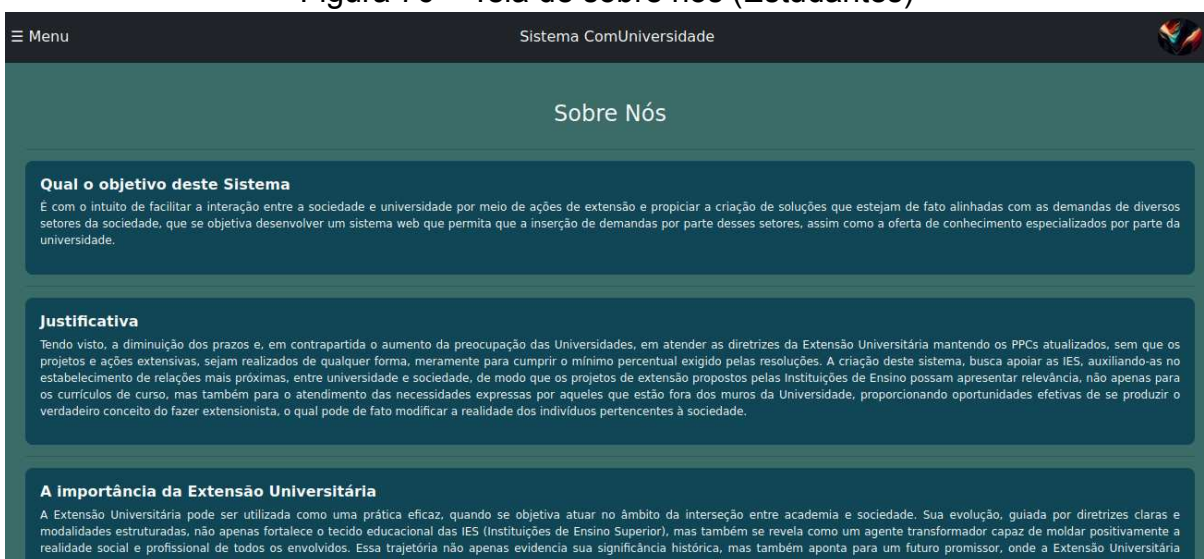 ☰ Menu
Sistema ComUniversidade
Sobre Nós
Qual o objetivo deste Sistema
É com o intuito de facilitar a interação entre a sociedade e universidade por meio de ações de extensão e propiciar a criação de soluções que estejam de fato alinhadas com as demandas de diversos
setores da sociedade, que se objetiva desenvolver um sistema web que permita que a inserção de demandas por parte desses setores, assim como a oferta de conhecimento especializados por parte da
universidade.
Justificativa
Tendo visto, a diminuição dos prazos e, em contrapartida o aumento da preocupação das Universidades, em atender as diretrizes da Extensão Universitária mantendo os PPCs atualizados, sem que os
projetos e ações extensivas, sejam realizados de qualquer forma, meramente para cumprir o mínimo percentual exigido pelas resoluções. A criação deste sistema, busca apoiar as IES, auxiliando-as no
estabelecimento de relações mais próximas, entre universidade e sociedade, de modo que os projetos de extensão propostos pelas Instituições de Ensino possam apresentar relevância, não apenas para
os currículos de curso, mas também para o atendimento das necessidades expressas por aqueles que estão fora dos muros da Universidade, proporcionando oportunidades efetivas de se produzir o
verdadeiro conceito do fazer extensionista, o qual pode de fato modificar a realidade dos indivíduos pertencentes à sociedade.
A importância da Extensão Universitária
A Extensão Universitária pode ser utilizada como uma prática eficaz, quando se objetiva atuar no âmbito da interseção entre academia e sociedade. Sua evolução, guiada por diretrizes claras e
modalidades estruturadas, não apenas fortalece o tecido educacional das IES (Instituições de Ensino Superior), mas também se revela como um agente transformador capaz de moldar positivamente a
realidade social e profissional de todos os envolvidos. Essa trajetória não apenas evidencia sua significância histórica, mas também aponta para um futuro promissor, onde a Extensão Universitária